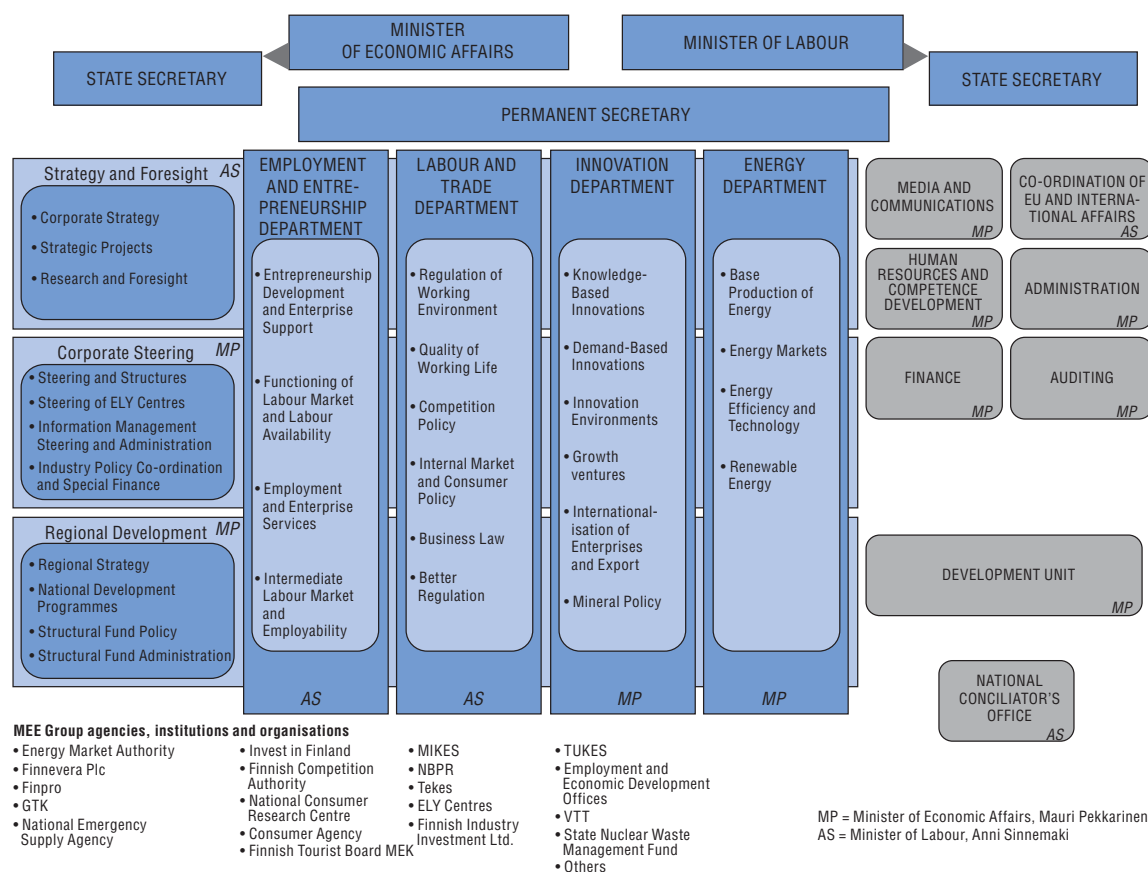 MINISTER
OF ECONOMIC AFFAIRS
MINISTER OF LABOUR
STATE SECRETARY
STATE SECRETARY
PERMANENT SECRETARY
Strategy and Foresight
AS
• Corporate Strategy
• Strategic Projects
• Research and Foresight
Corporate Steering
MP
• Steering and Structures
• Steering of ELY Centres
• Information Management
Steering and Administration
• Industry Policy Co-ordination
and Special Finance
Regional Development
MP
• Regional Strategy
• National Development
Programmes
• Structural Fund Policy
• Structural Fund Administration
EMPLOYMENT
AND ENTRE-
PRENEURSHIP
DEPARTMENT
• Entrepreneurship
Development
and Enterprise
Support
• Functioning of
Labour Market
and Labour
Availability
• Employment
and Enterprise
Services
• Intermediate
Labour Market
and
Employability
AS
LABOUR AND
TRADE
DEPARTMENT
• Regulation of
Working
Environment
• Quality of
Working Life
• Competition
Policy
• Internal Market
and Consumer
Policy
• Business Law
• Better
Regulation
AS
INNOVATION
DEPARTMENT
• Knowledge-
Based
Innovations
• Demand-Based
Innovations
• Innovation
Environments
• Growth
ventures
• International-
isation of
Enterprises
and Export
• Mineral Policy
MP
ENERGY
DEPARTMENT
• Base
Production of
Energy
• Energy Markets
• Energy
Efficiency and
Technology
• Renewable
Energy
MP
MEDIA AND
COMMUNICATIONS
MP
CO-ORDINATION OF
EU AND INTERNA-
TIONAL AFFAIRS
AS
HUMAN
RESOURCES AND
COMPETENCE
DEVELOPMENT
MP
ADMINISTRATION
MP
FINANCE
MP
AUDITING
MP
DEVELOPMENT UNIT
MP
NATIONAL
CONCILIATOR'S
OFFICE
AS
MEE Group agencies, institutions and organisations
• Energy Market Authority
• Finnevera Plc
• Finpro
• GTK
• National Emergency
Supply Agency
• Invest in Finland
• Finnish Competition
Authority
• National Consumer
Research Centre
• Consumer Agency
• Finnish Tourist Board MEK
• MIKES
• NBPR
• Tekes
• ELY Centres
• Finnish Industry
Investment Ltd.
• TUKES
• Employment and
Economic Development
Offices
• VTT
• State Nuclear Waste
Management Fund
• Others
MP = Minister of Economic Affairs, Mauri Pekkarinen
AS = Minister of Labour, Anni Sinnemaki